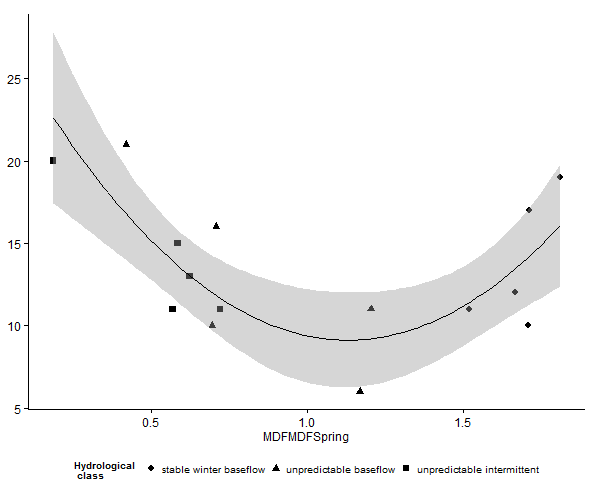 25
20
15
10
5
0.5 1.0 1.5
MDFMDFSpring
Hydrological
class
stable winter baseflow unpredictable baseflow unpredictable intermittent